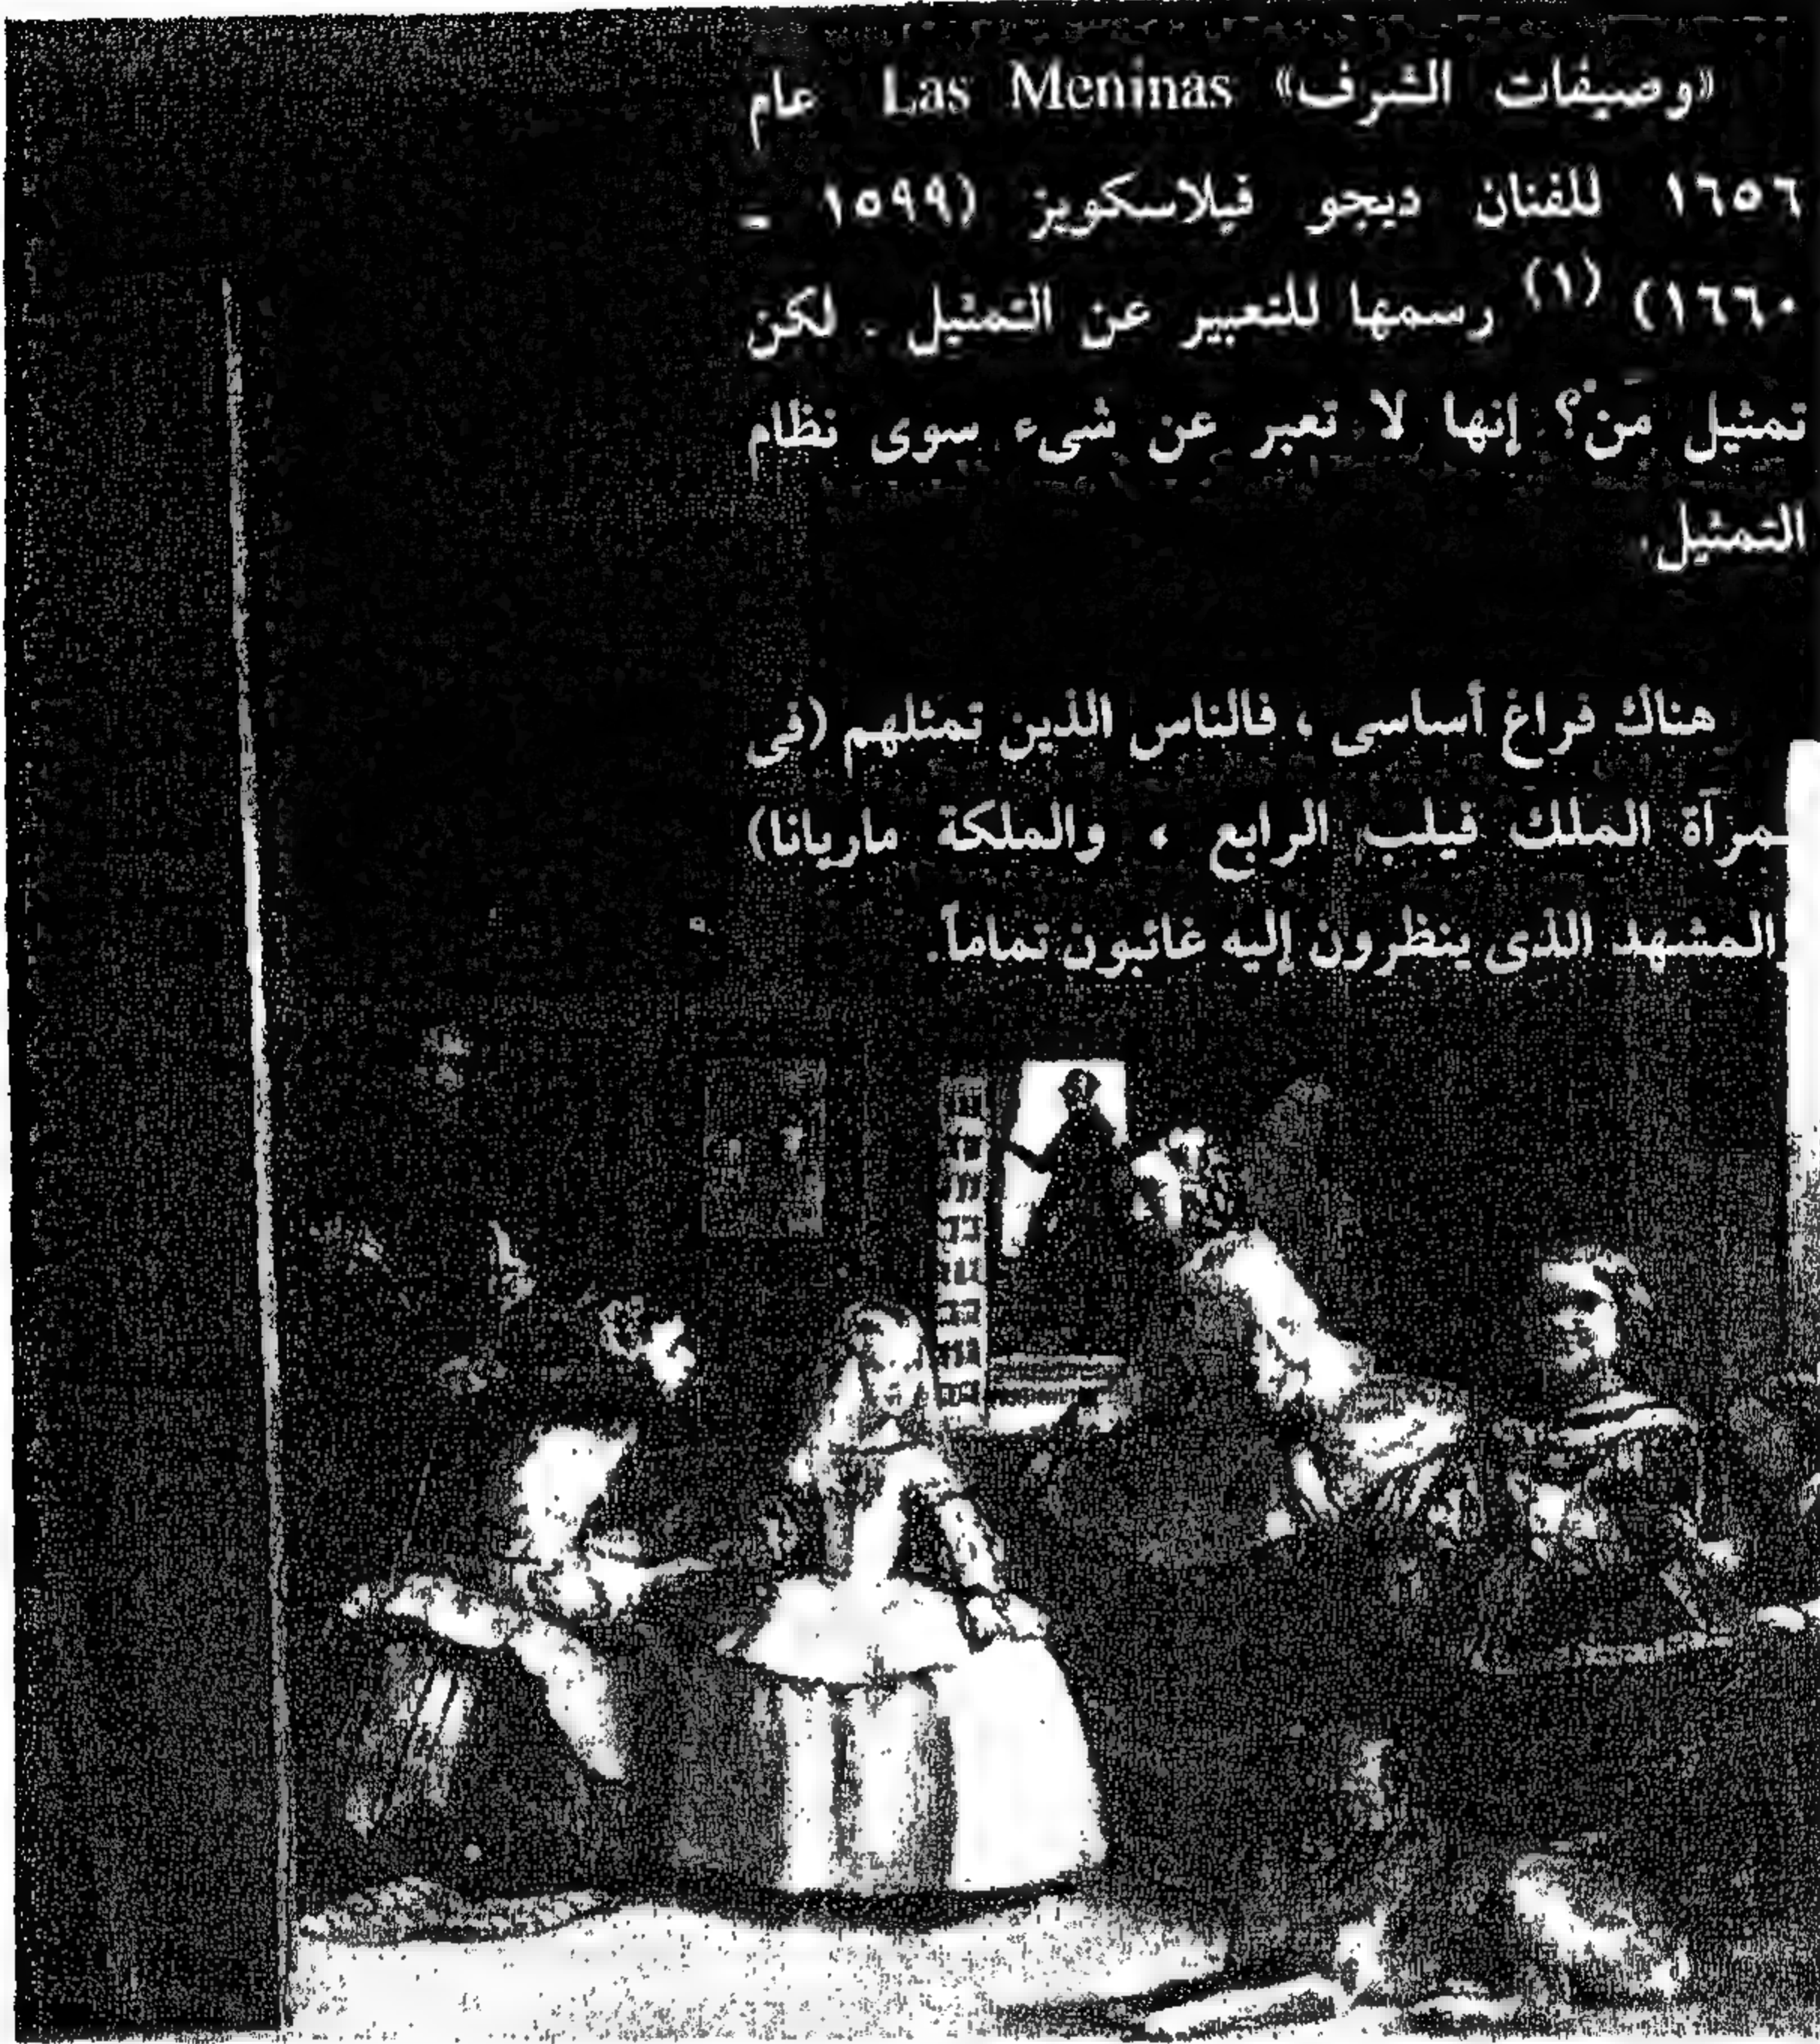 «وصيفات الشرف» Las Meninas عام
١٦٥٦ للفنان ديجو فيلاسكويز (١٥٩٩ -
١٦٦٠) (١) رسمها للتعبير عن التمثيل . لكن
تمثيل مَنْ؟ إنها لا تعبر عن شىء سوى نظام
التمثيل.
هناك فراغ أساسى ، فالناس الذين تمثلهم (فى
مرآة الملك فيلب الرابع ، والملكة ماريانا)
المشهد الذى ينظرون إليه غائبون تماماً.